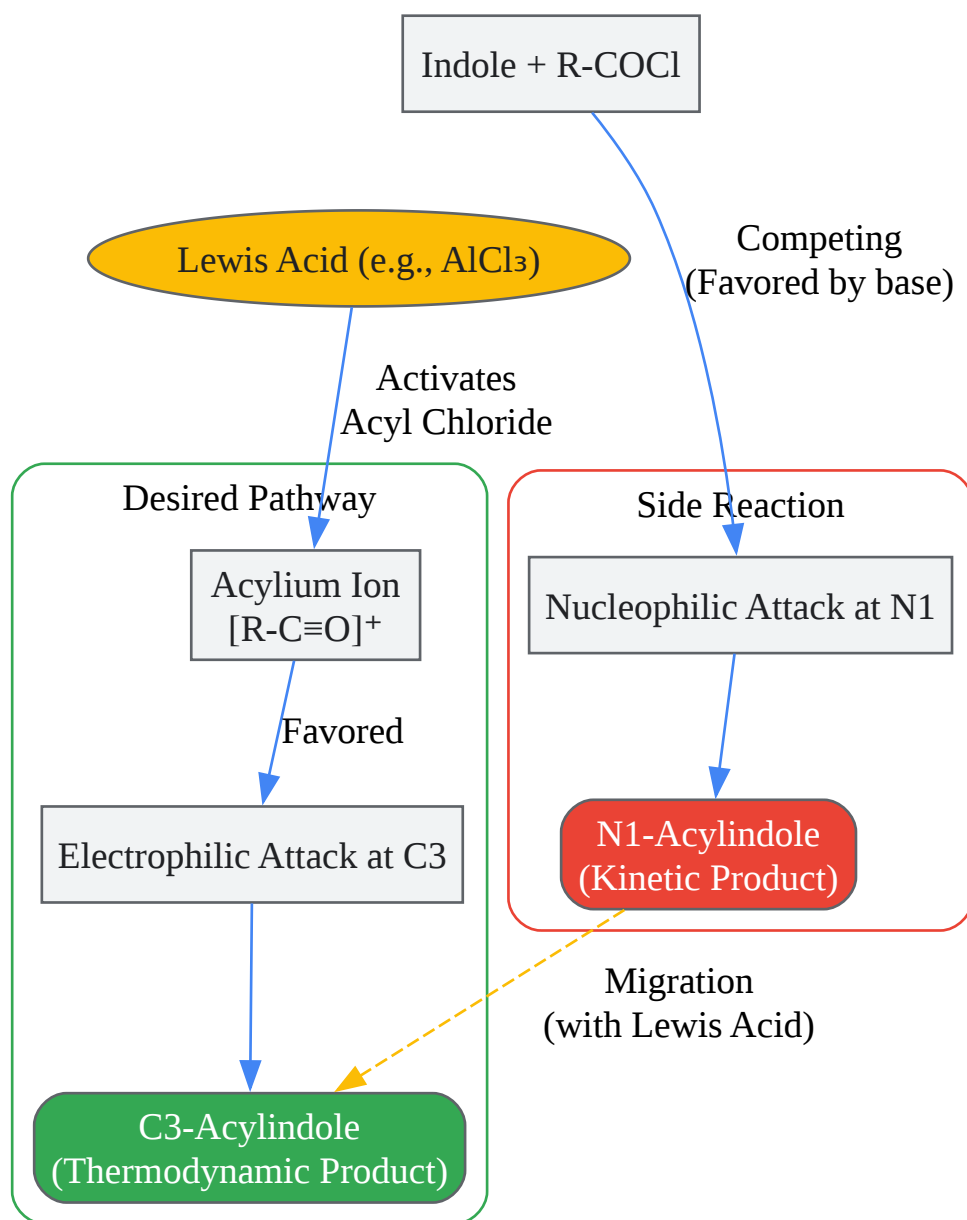 Indole + R-COCl
Lewis Acid (e.g., AlCl₃)
Competing
(Favored by base)
Activates
Acyl Chloride
Desired Pathway
Side Reaction
Acylium Ion
[R-C≡O]⁺
Nucleophilic Attack at N1
Favored
Electrophilic Attack at C3
N1-Acylindole
(Kinetic Product)
Migration
(with Lewis Acid)
C3-Acylindole
(Thermodynamic Product)